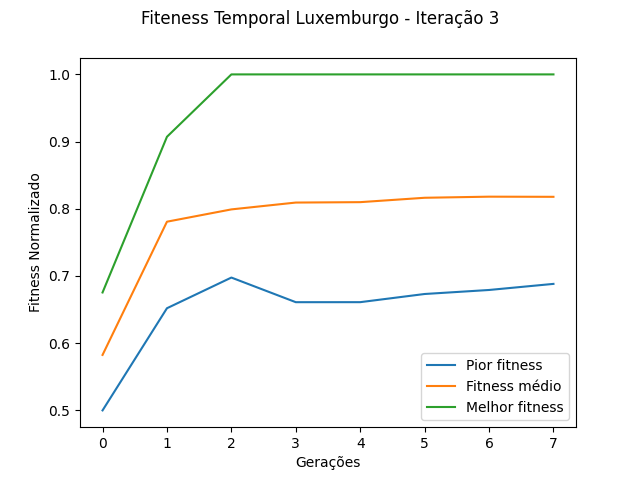 Fiteness Temporal Luxemburgo - Iteração 3
1.0
0.9
0.8
0.7
0.6
0.5
Fitness Normalizado
Pior fitness
Fitness médio
Melhor fitness
0 1 2 3 4 5 6 7
Gerações